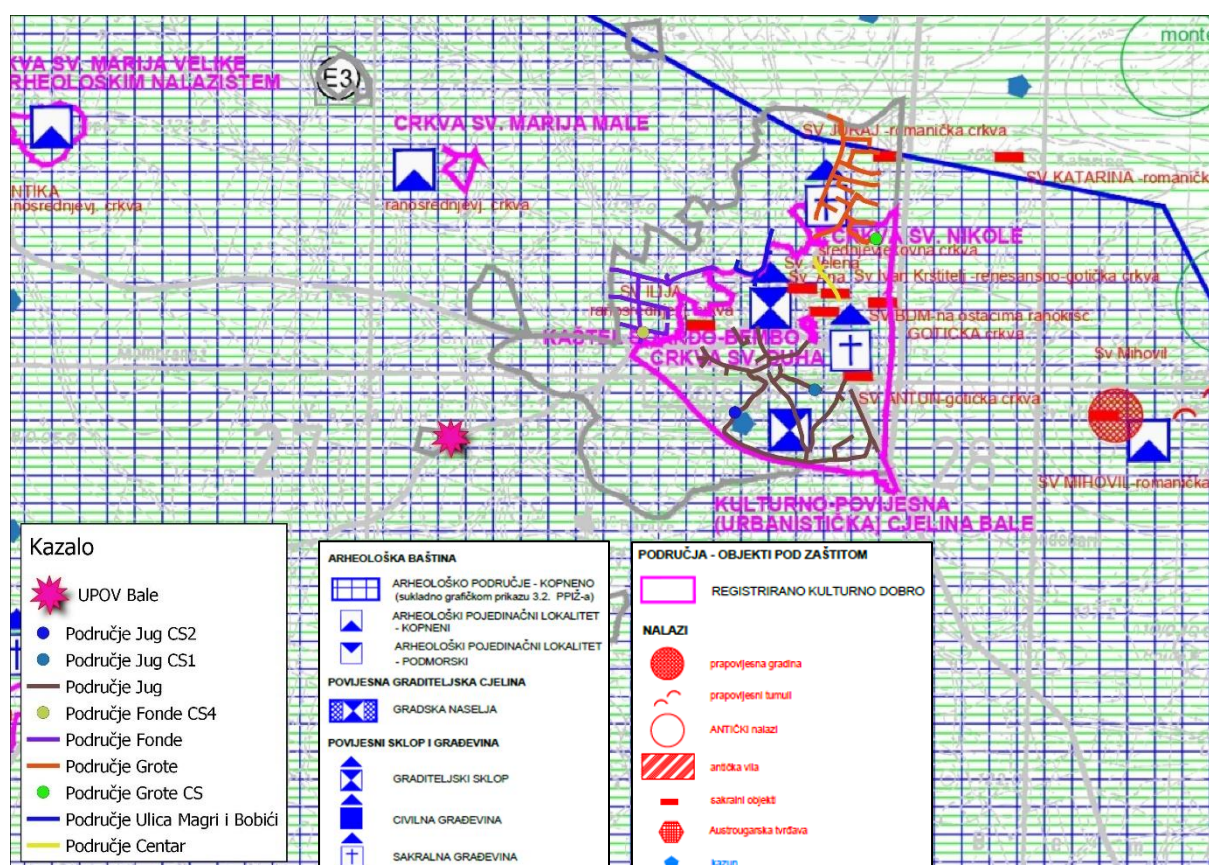 monte
KVA SV. MARIJA VELIKE
RHEOLOŠKIM NALAZIŠTEM
E3
CRKVA SV. MARIJA MALE
SV JURAJ -romanička crkva
SV KATARINA -romaničk
NTIKA
ranosrednjevj. crkva
CRKVA SV. NIKOLE
srednjevjekovna crkva
Sv Jelena
Sv Ana
Sv Ivan Krstitelj -renesansno-gotička crkva
SV ILIJA
SV BDM-na ostacima ranokršć.
GOTIČKA crkva
CRKVA SV. DUHA
Sv Mihovil
SV ANTUN-gotička crkva
27
28
SV MIHOVIL-romanička
KULTURNO-POVIJESNA
(URBANISTIČKA) CJELINA BALE
Kazalo
UPOV Bale
Područje Jug CS2
Područje Jug CS1
Područje Jug
Područje Fonde CS4
Područje Fonde
Područje Grote
Područje Grote CS
Područje Ulica Magri i Bobići
Područje Centar
ARHEOLOŠKA BAŠTINA
ARHEOLOŠKO PODRUČJE - KOPNENO
(sukladno grafičkom prikazu 3.2. PPIŽ-a)
ARHEOLOŠKI POJEDINAČNI LOKALITET
- KOPNENI
ARHEOLOŠKI POJEDINAČNI LOKALITET
- PODMORSKI
POVIJESNA GRADITELJSKA CJELINA
GRADSKA NASELJA
POVIJESNI SKLOP I GRAĐEVINA
GRADITELJSKI SKLOP
CIVILNA GRAĐEVINA
SAKRALNA GRAĐEVINA
PODRUČJA - OBJEKTI POD ZAŠTITOM
REGISTRIRANO KULTURNO DOBRO
NALAZI
prapovijesna gradina
prapovijesni tumuli
ANTIČKI nalazi
antička vila
sakralni objekti
Austrougarska tvrđava
kazun